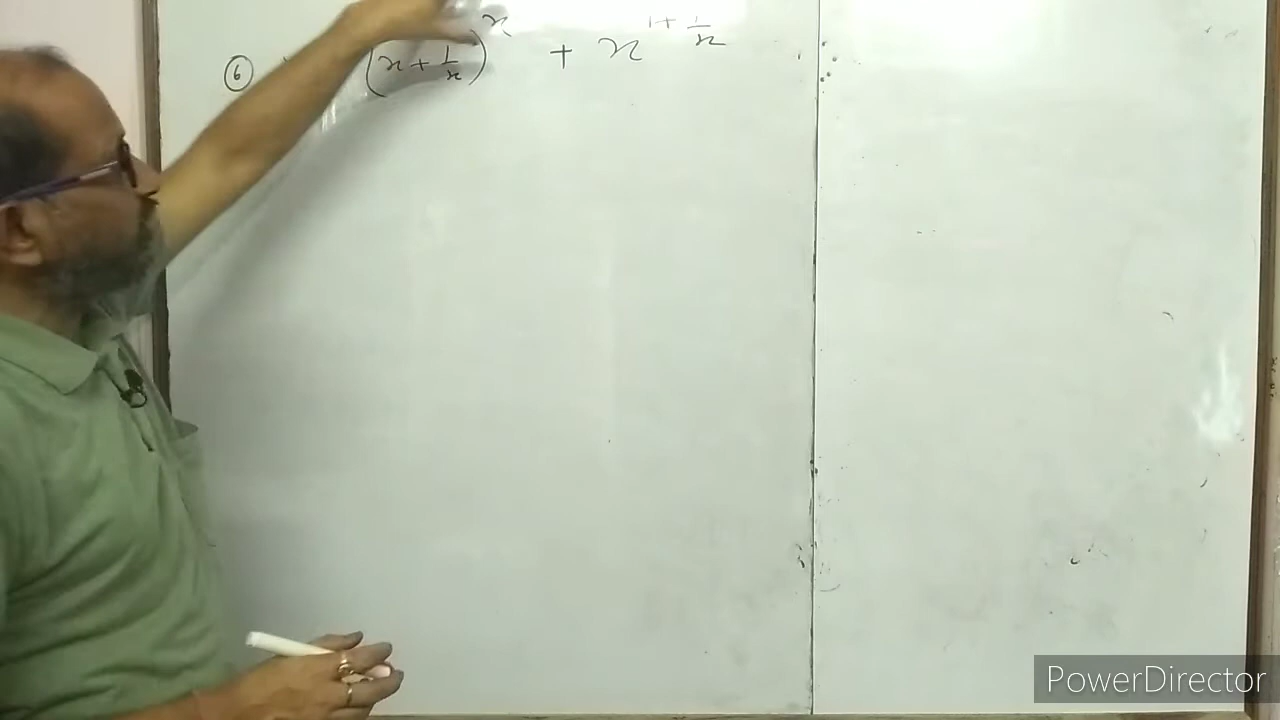 ⑥ (x + 1/x)^x + x^(1 + 1/x)
PowerDirector